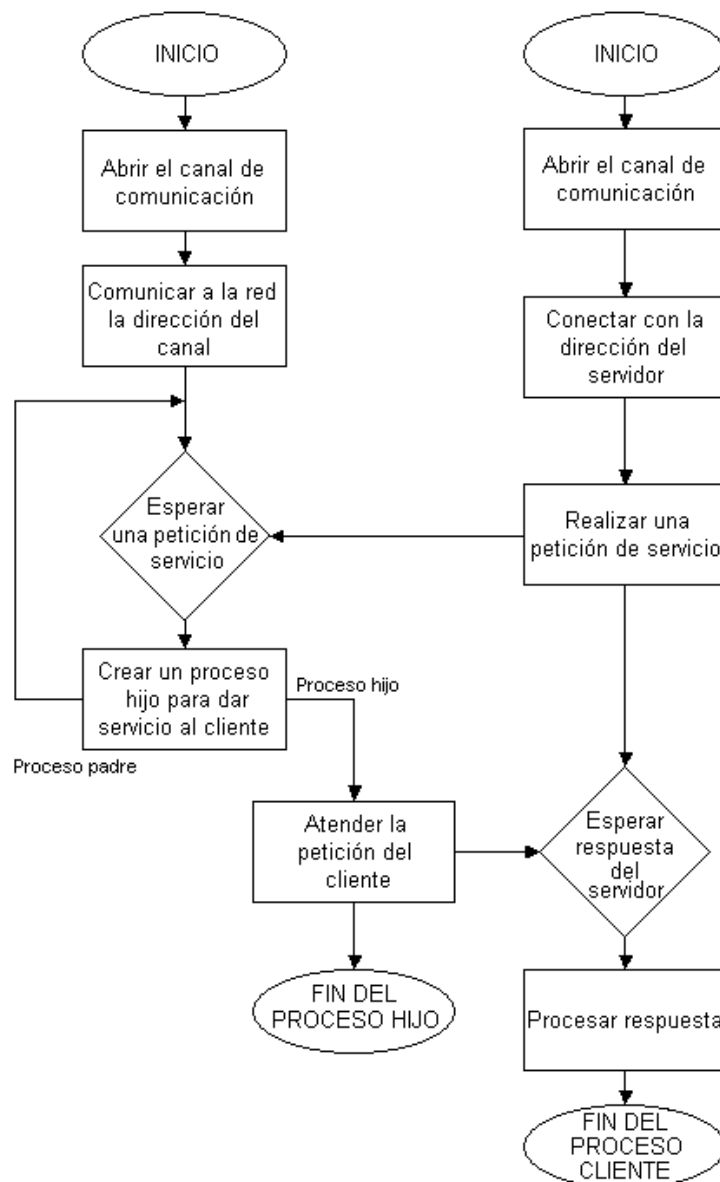 INICIO
Abrir el canal de
comunicación
Comunicar a la red
la dirección del
canal
Esperar
una petición de
servicio
Crear un proceso
hijo para dar
servicio al cliente
Proceso hijo
Proceso padre
Atender la
petición del
cliente
FIN DEL
PROCESO HIJO
INICIO
Abrir el canal de
comunicación
Conectar con la
dirección del
servidor
Realizar una
petición de servicio
Esperar
respuesta
del
servidor
Procesar respuesta
FIN DEL
PROCESO
CLIENTE